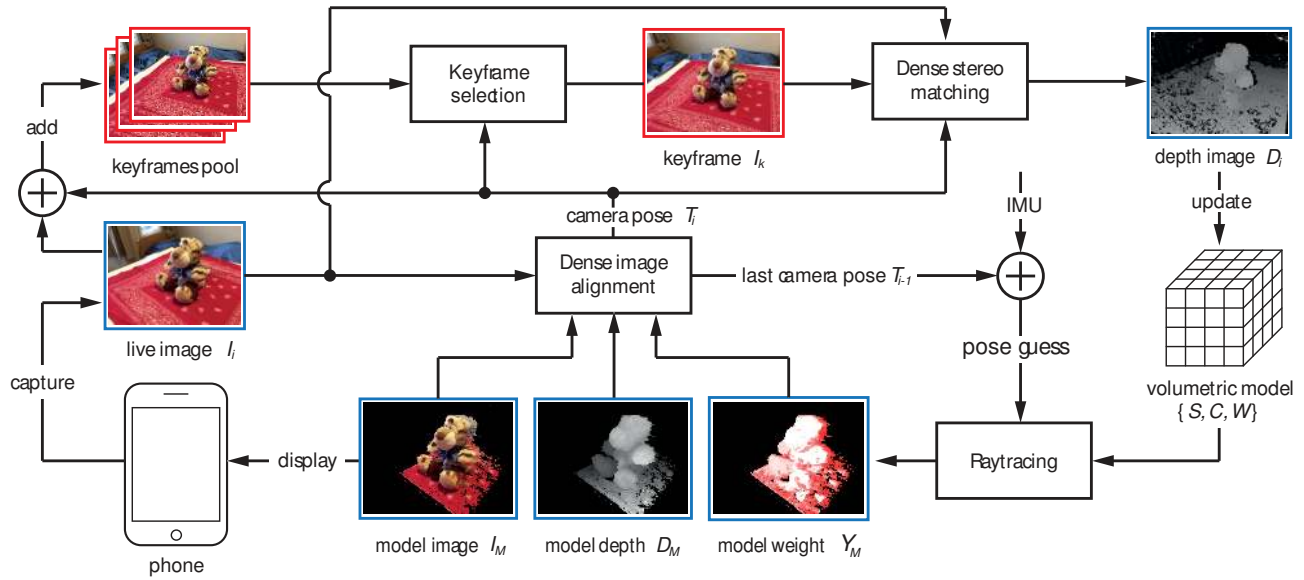 Keyframe
selection
Dense stereo
matching
add
keyframes pool
keyframe I_k
depth image D_i
camera pose T_i
IMU
update
Dense image
alignment
last camera pose T_{i-1}
live image I_i
pose guess
capture
volumetric model
{ S, C, W}
display
Raytracing
model image I_M
model depth D_M
model weight Y_M
phone